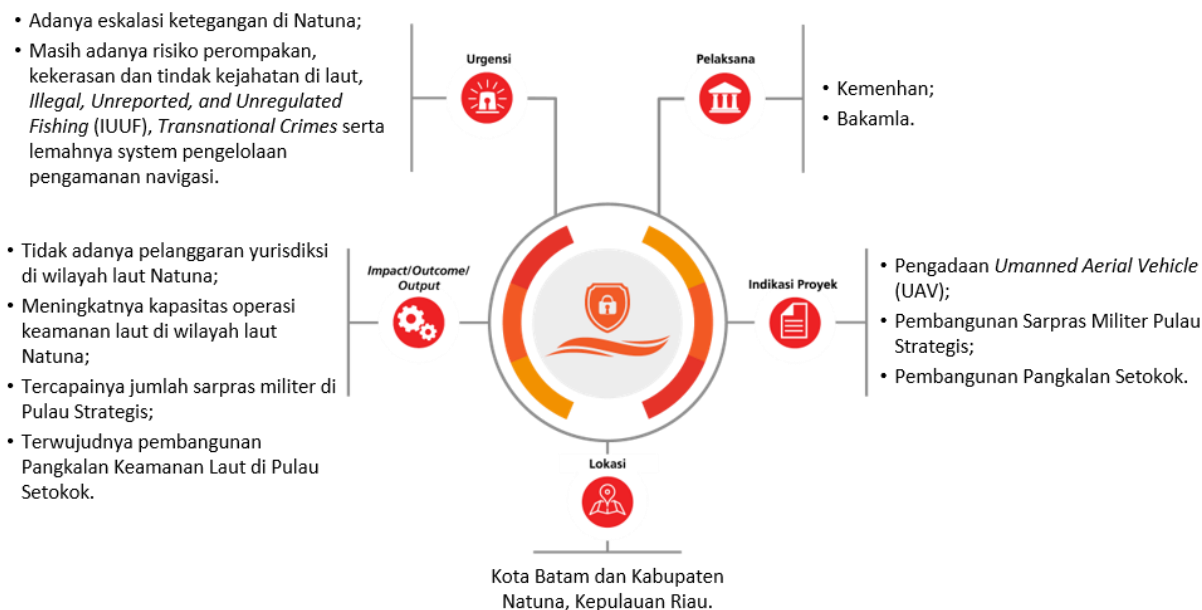 • Adanya eskalasi ketegangan di Natuna;
• Masih adanya risiko perompakan,
kekerasan dan tindak kejahatan di laut,
Illegal, Unreported, and Unregulated
Fishing (IUUF), Transnational Crimes serta
lemahnya system pengelolaan
pengamanan navigasi.
Urgensi
Pelaksana
• Kemenhan;
• Bakamla.
• Tidak adanya pelanggaran yurisdiksi
di wilayah laut Natuna;
• Meningkatnya kapasitas operasi
keamanan laut di wilayah laut
Natuna;
• Tercapainya jumlah sarpras militer di
Pulau Strategis;
• Terwujudnya pembangunan
Pangkalan Keamanan Laut di Pulau
Setokok.
Impact/Outcome/
Output
Indikasi Proyek
• Pengadaan Umanned Aerial Vehicle
(UAV);
• Pembangunan Sarpras Militer Pulau
Strategis;
• Pembangunan Pangkalan Setokok.
Lokasi
Kota Batam dan Kabupaten
Natuna, Kepulauan Riau.